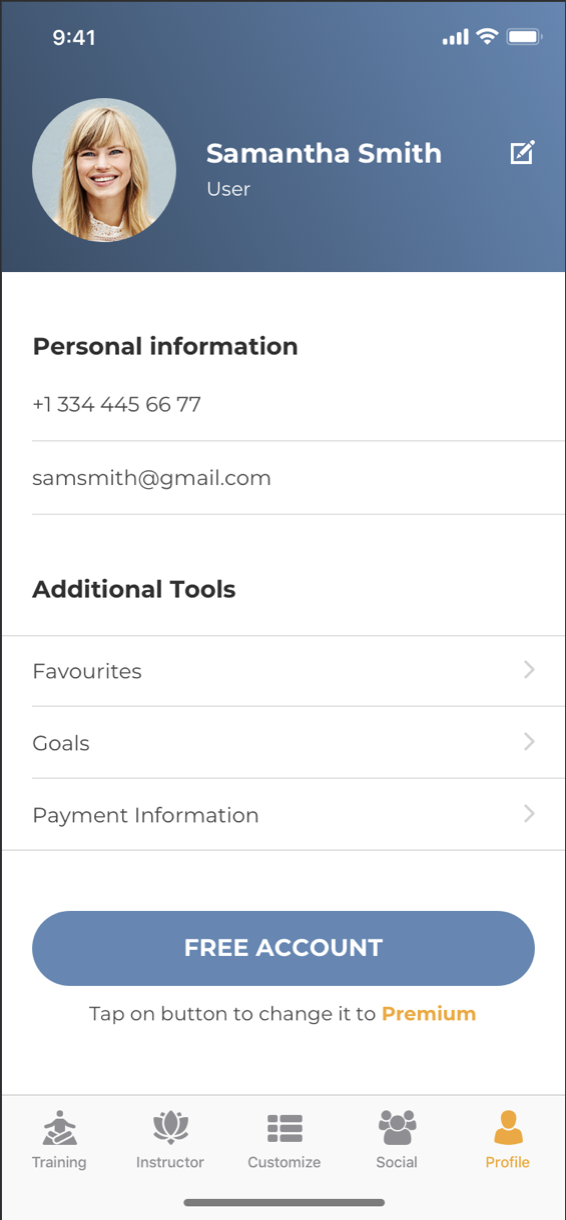 9:41
Samantha Smith
User
Personal information
+1 334 445 66 77
samsmith@gmail.com
Additional Tools
Favourites
Goals
Payment Information
FREE ACCOUNT
Tap on button to change it to Premium
Training Instructor Customize Social Profile